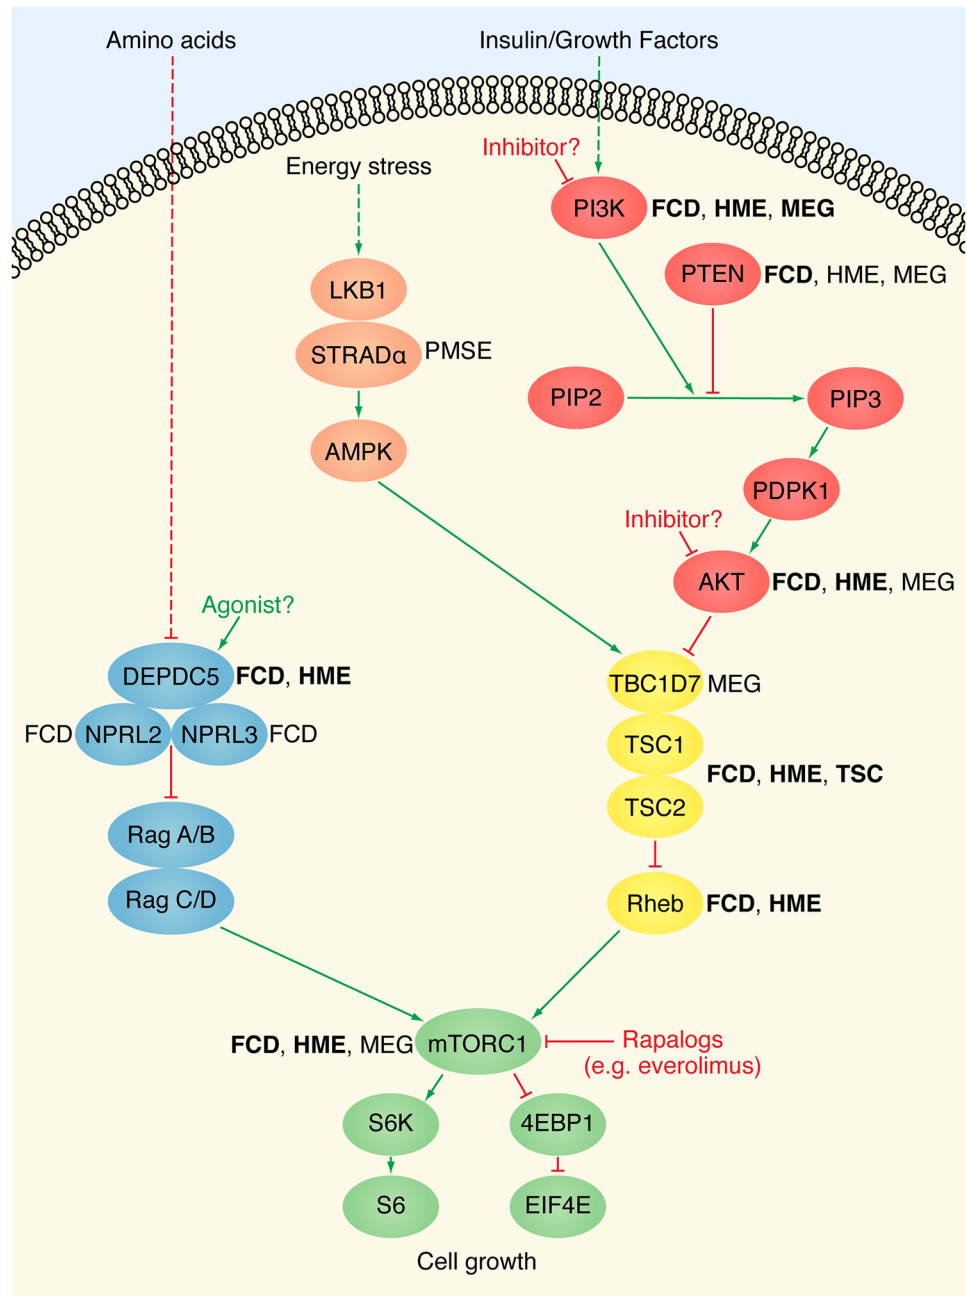 Amino acids
Insulin/Growth Factors
Inhibitor?
Energy stress
PI3K FCD, HME, MEG
PTEN FCD, HME, MEG
LKB1
STRADα PMSE
PIP2
PIP3
AMPK
PDPK1
Inhibitor?
AKT FCD, HME, MEG
Agonist?
DEPDC5 FCD, HME
TBC1D7 MEG
FCD NPRL2 NPRL3 FCD
TSC1
FCD, HME, TSC
TSC2
Rag A/B
Rag C/D
Rheb FCD, HME
FCD, HME, MEG mTORC1
Rapalogs
(e.g. everolimus)
S6K
4EBP1
S6
EIF4E
Cell growth